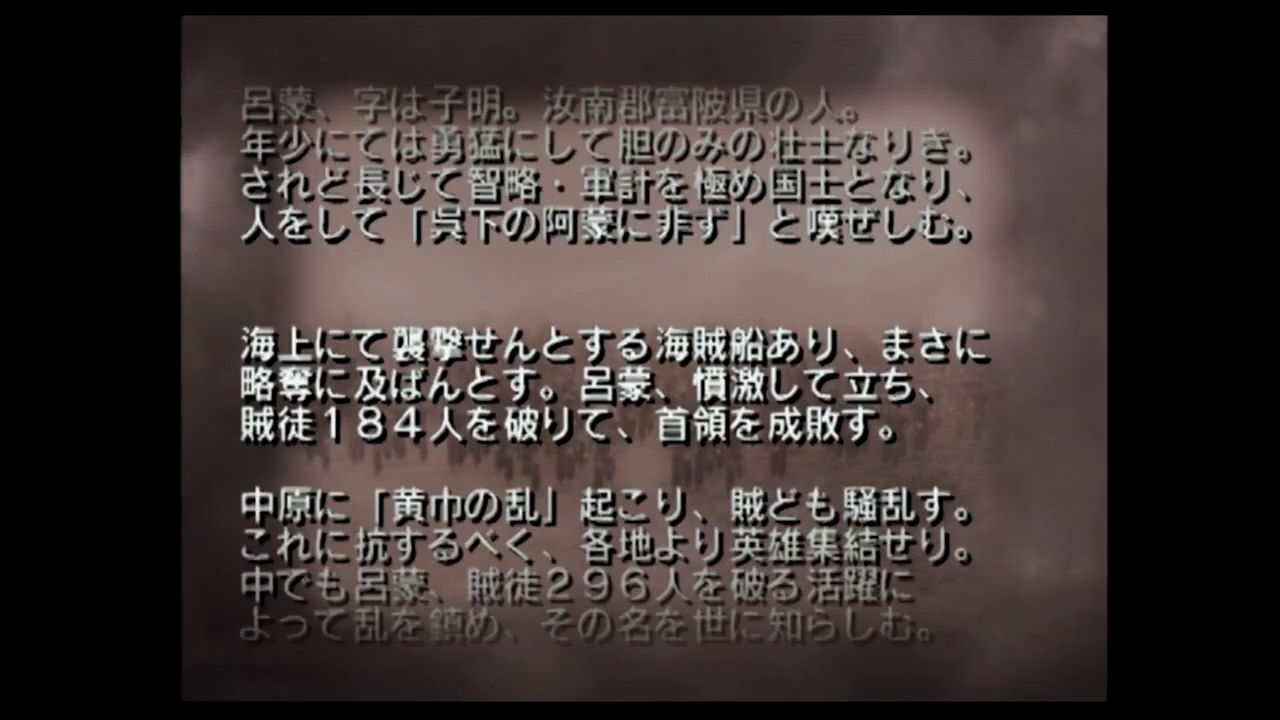 呂蒙、字は子明。汝南郡富陂県の人。
年少にては勇猛にして胆のみの壮士なりき。
されど長じて智略・軍計を極め国士となり、
人をして「呉下の阿蒙に非ず」と嘆ぜしむ。
海上にて襲撃せんとする海賊船あり、まさに
略奪に及ばんとす。呂蒙、憤激して立ち、
賊徒１８４人を破りて、首領を成敗す。
中原に「黄巾の乱」起こり、賊ども騒乱す。
これに抗するべく、各地より英雄集結せり。
中でも呂蒙、賊徒２９６人を破る活躍に
よって乱を鎮め、その名を世に知らしむ。